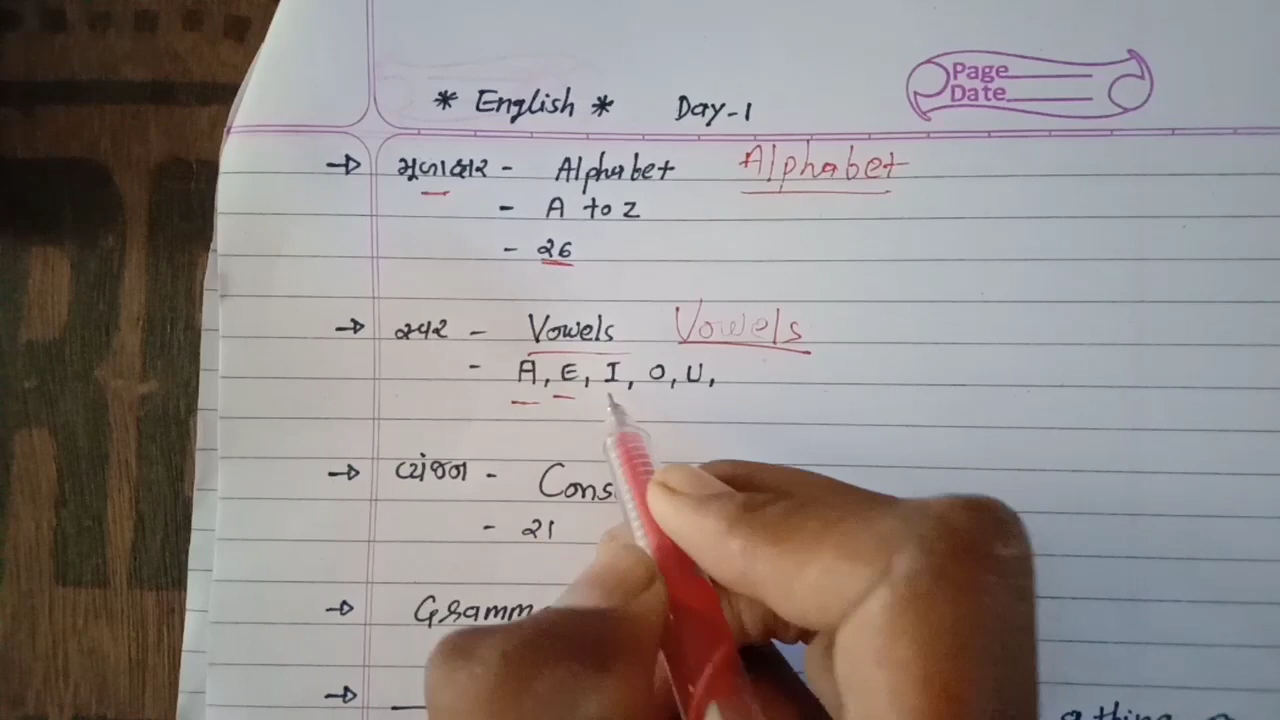 * English * Day-1
Page
Date
→ મૂળાક્ષર - Alphabet Alphabet
- A to Z
- 26
→ સ્વર - Vowels Vowels
- A, E, I, O, U,
→ વ્યંજન - Cons
- 21
→ Gramm
→